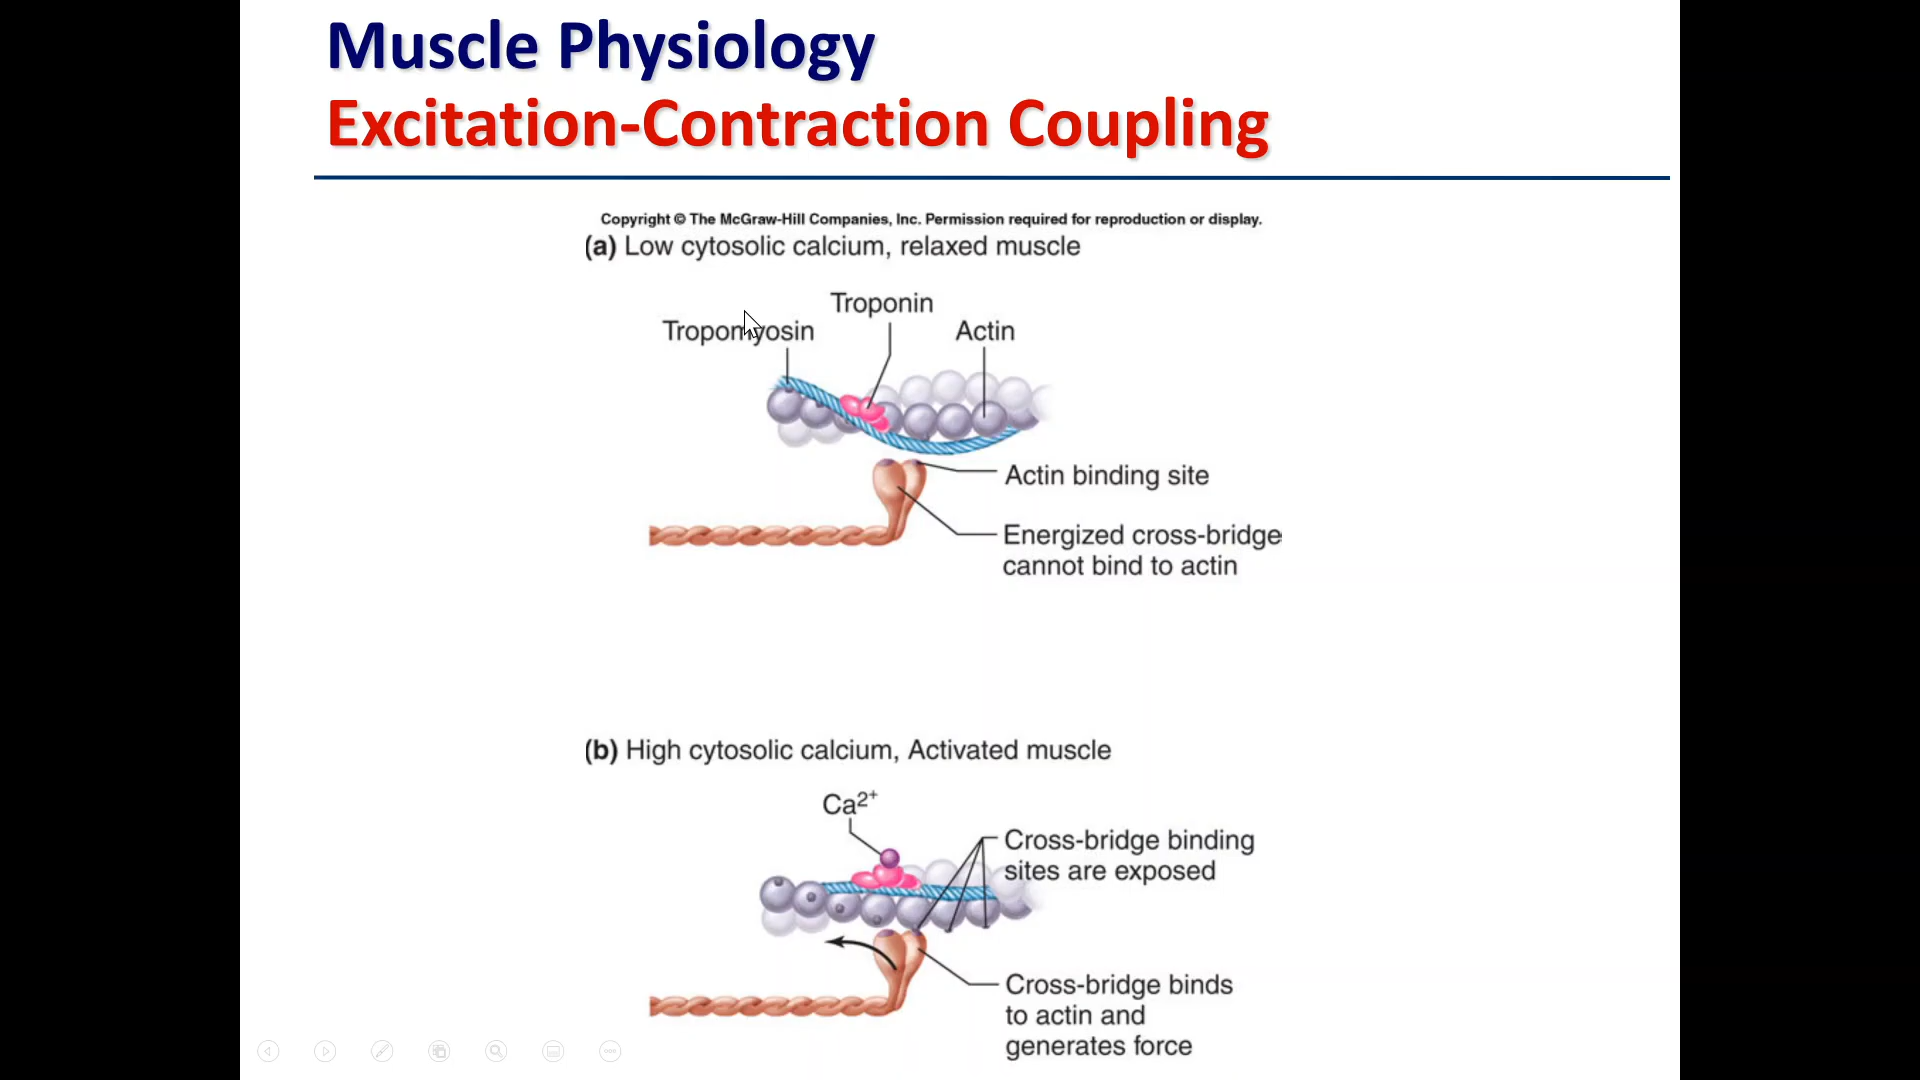 Muscle Physiology
Excitation-Contraction Coupling
Copyright © The McGraw-Hill Companies, Inc. Permission required for reproduction or display.
(a) Low cytosolic calcium, relaxed muscle
Troponin
Tropomyosin
Actin
Actin binding site
Energized cross-bridge
cannot bind to actin
(b) High cytosolic calcium, Activated muscle
Ca²⁺
Cross-bridge binding
sites are exposed
Cross-bridge binds
to actin and
generates force